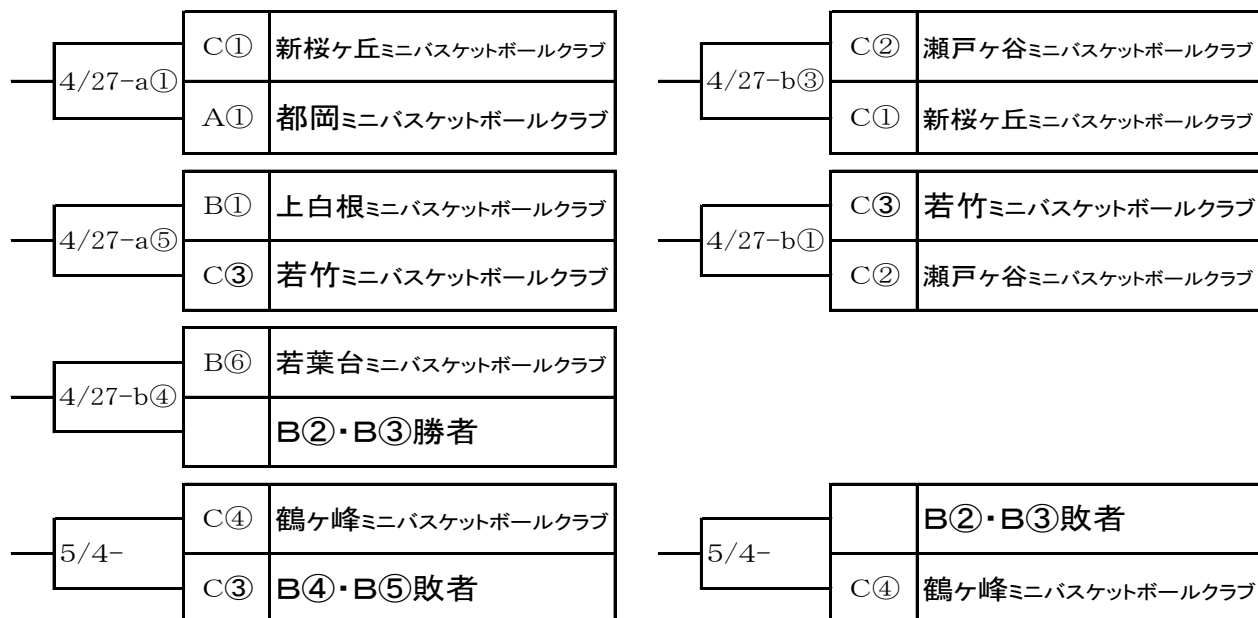 C① 新桜ヶ丘ミニバスケットボールクラブ
4/27-a①
A① 都岡ミニバスケットボールクラブ
B① 上白根ミニバスケットボールクラブ
4/27-a⑤
C③ 若竹ミニバスケットボールクラブ
B⑥ 若葉台ミニバスケットボールクラブ
4/27-b④
B②・B③勝者
C④ 鶴ヶ峰ミニバスケットボールクラブ
5/4-
C③ B④・B⑤敗者
C② 瀬戸ヶ谷ミニバスケットボールクラブ
4/27-b③
C① 新桜ヶ丘ミニバスケットボールクラブ
C③ 若竹ミニバスケットボールクラブ
4/27-b①
C② 瀬戸ヶ谷ミニバスケットボールクラブ
B②・B③敗者
5/4-
C④ 鶴ヶ峰ミニバスケットボールクラブ